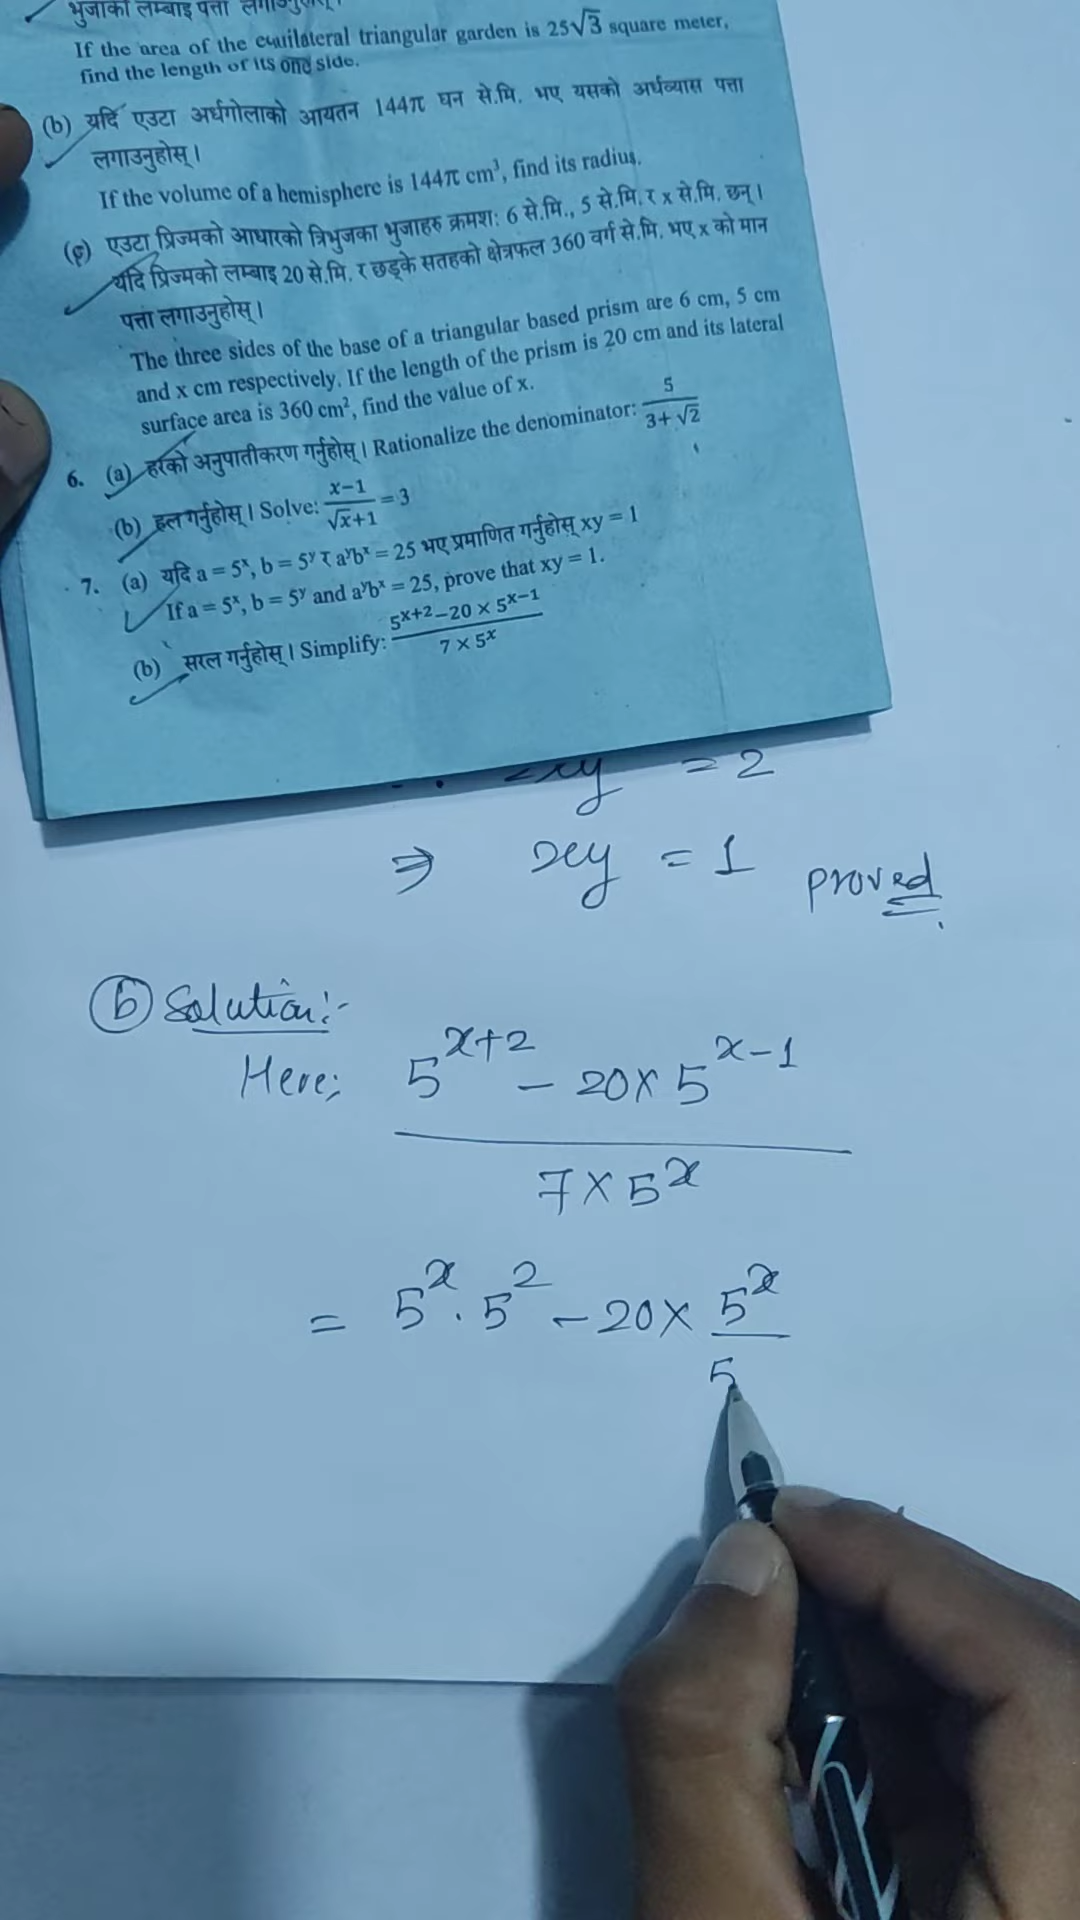 भुजाको लम्बाइ पत्ता
If the area of the equilateral triangular garden is 25√3 square meter,
find the length of its one side.
(b) यदि एउटा अर्धगोलाको आयतन 144π घन से.मि. भए यसको अर्धव्यास पत्ता
लगाउनुहोस्।
If the volume of a hemisphere is 144π cm³, find its radius.
एउटा प्रिज्मको आधारको त्रिभुजका भुजाहरु क्रमश: 6 से.मि., 5 से.मि. र x से.मि. छन्।
यदि प्रिज्मको लम्बाइ 20 से.मि. र छड्के सतहको क्षेत्रफल 360 वर्ग से.मि. भए x को मान
पत्ता लगाउनुहोस्।
The three sides of the base of a triangular based prism are 6 cm, 5 cm
and x cm respectively. If the length of the prism is 20 cm and its lateral
surface area is 360 cm², find the value of x.
6. (a) हरको अनुपातीकरण गर्नुहोस्। Rationalize the denominator: 5/(3+√2)
(b) हल गर्नुहोस्। Solve: (x−1)/(√x+1) = 3
7. (a) यदि a = 5ˣ, b = 5ʸ र aʸbˣ = 25 भए प्रमाणित गर्नुहोस् xy = 1
If a = 5ˣ, b = 5ʸ and aʸbˣ = 25, prove that xy = 1.
(b) सरल गर्नुहोस्। Simplify: (5ˣ⁺²−20 × 5ˣ⁻¹)/(7 × 5ˣ)
2xy = 2
⇒ xy = 1 proved
(b) Solution:-
Here; 5ˣ⁺² − 20 × 5ˣ⁻¹
7 × 5ˣ
= 5ˣ . 5² − 20 × 5ˣ
5